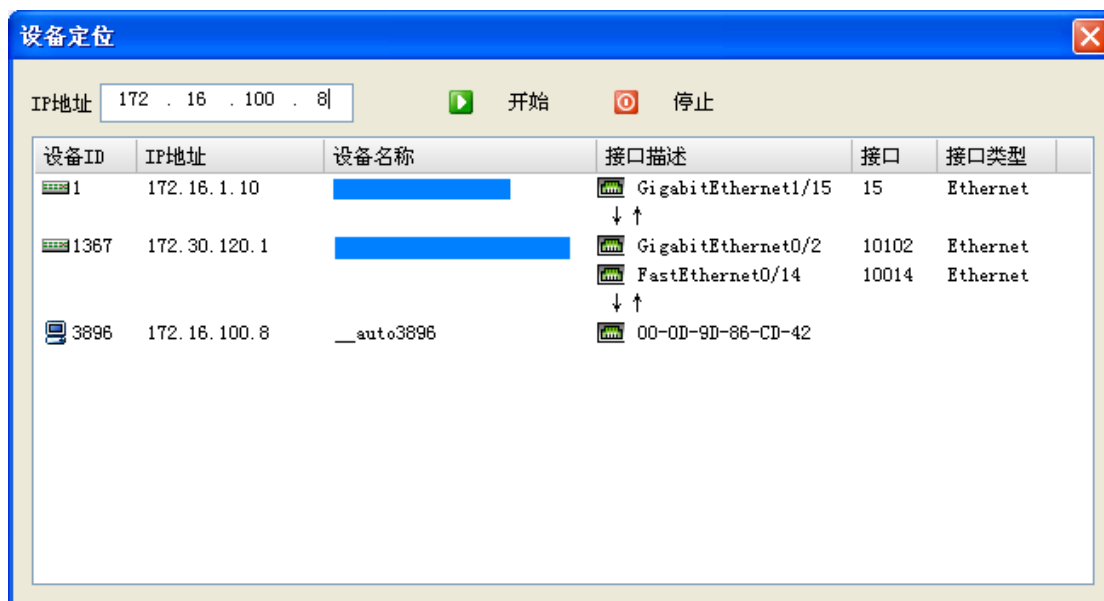 设备定位
IP地址 172 . 16 . 100 . 8 开始 停止
设备ID IP地址 设备名称 接口描述 接口 接口类型
1 172.16.1.10 GigabitEthernet1/15 15 Ethernet
↓↑
1367 172.30.120.1 GigabitEthernet0/2 10102 Ethernet
FastEthernet0/14 10014 Ethernet
↓↑
3896 172.16.100.8 __auto3896 00-0D-9D-86-CD-42